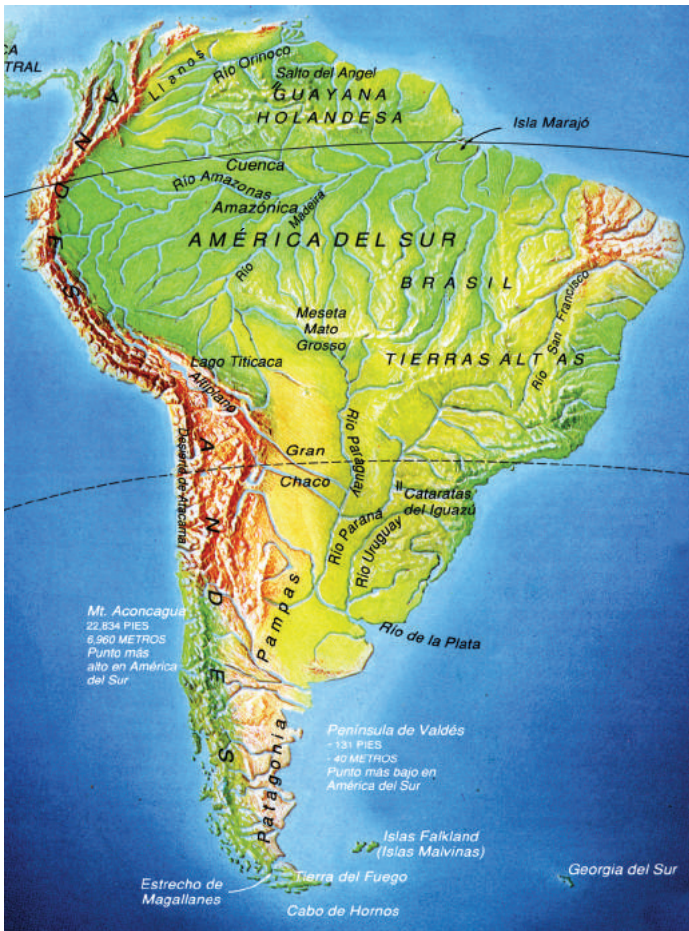 CA
TRAL
Llanos
Río Orinoco
Salto del Angel
GUAYANA
HOLANDESA
Isla Marajó
ANDES
Cuenca
Río Amazonas
Amazónica
Río Madeira
AMÉRICA DEL SUR
BRASIL
Meseta
Mato
Grosso
Río San Francisco
TIERRAS ALTAS
Lago Titicaca
Altiplano
Desierto de Atacama
ANDES
Gran
Chaco
Río Paraguay
Cataratas
del Iguazú
Río Paraná
Río Uruguay
Pampas
Río de la Plata
Mt. Aconcagua
22,834 PIES
6,960 METROS
Punto más
alto en América
del Sur
Península de Valdés
- 131 PIES
- 40 METROS
Punto más bajo en
América del Sur
Patagonia
Islas Falkland
(Islas Malvinas)
Georgia del Sur
Estrecho de
Magallanes
Tierra del Fuego
Cabo de Hornos